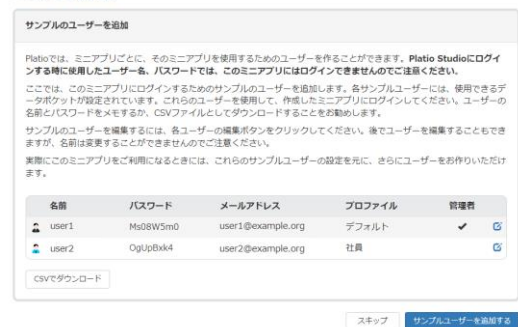 サンプルのユーザーを追加
Platioでは、ミニアプリごとに、そのミニアプリを使用するためのユーザーを作ることができます。Platio Studioにログイ
ンする時に使用したユーザー名、パスワードでは、このミニアプリにはログインできませんのでご注意ください。
ここでは、このミニアプリにログインするためのサンプルのユーザーを追加します。各サンプルユーザーには、使用できるデ
ータポケットが設定されています。これらのユーザーを使用して、作成したミニアプリにログインしてください。ユーザーの
名前とパスワードをメモするか、CSVファイルとしてダウンロードすることをお勧めします。
サンプルのユーザーを編集するには、各ユーザーの編集ボタンをクリックしてください。後でユーザーを編集することもでき
ますが、名前は変更することができませんのでご注意ください。
実際にこのミニアプリをご利用になるときには、これらのサンプルユーザーの設定を元に、さらにユーザーをお作りいただけ
ます。
名前 パスワード メールアドレス プロファイル 管理者
user1 Ms08W5m0 user1@example.org デフォルト ✔
user2 OgUpBxk4 user2@example.org 社員
CSVでダウンロード
スキップ サンプルユーザーを追加する